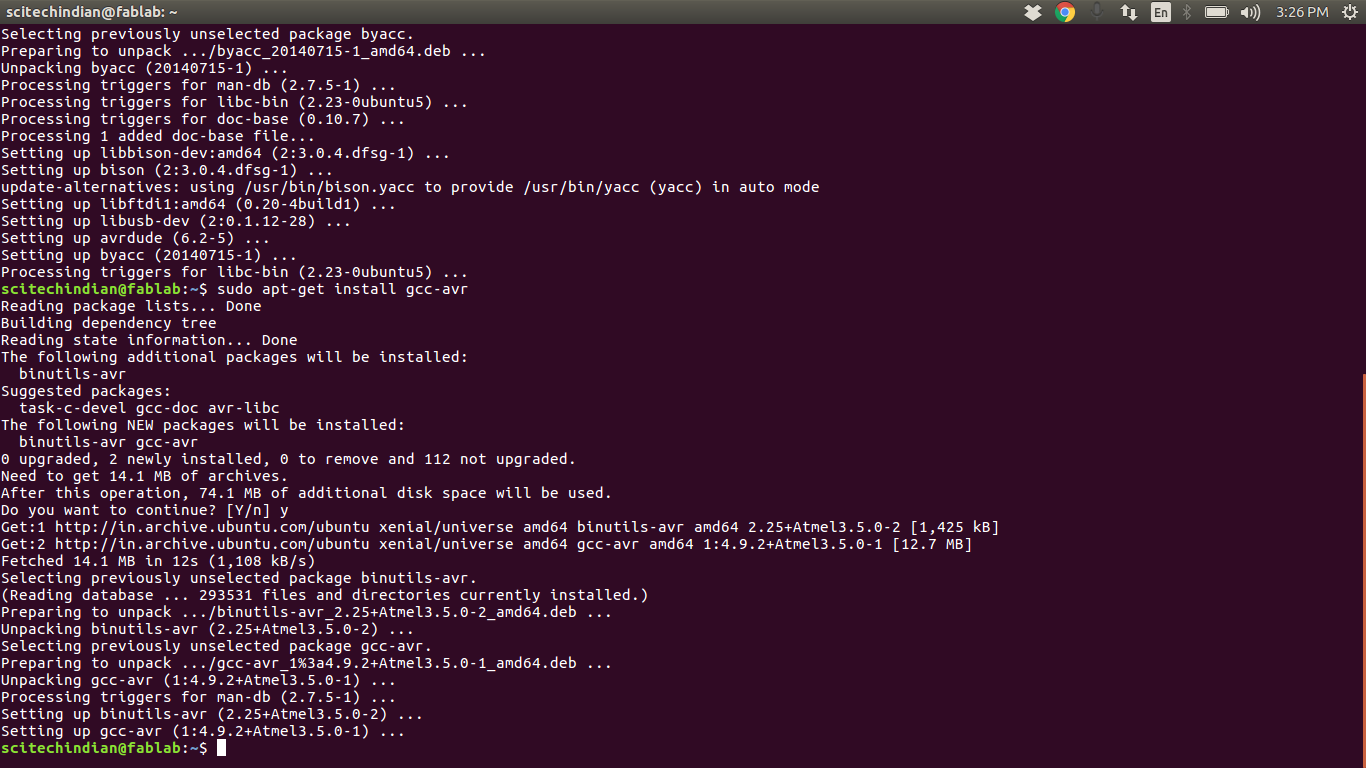 scitechindian@fablab: ~
En
3:26 PM
Selecting previously unselected package byacc.
Preparing to unpack .../byacc_20140715-1_amd64.deb ...
Unpacking byacc (20140715-1) ...
Processing triggers for man-db (2.7.5-1) ...
Processing triggers for libc-bin (2.23-0ubuntu5) ...
Processing triggers for doc-base (0.10.7) ...
Processing 1 added doc-base file...
Setting up libbison-dev:amd64 (2:3.0.4.dfsg-1) ...
Setting up bison (2:3.0.4.dfsg-1) ...
update-alternatives: using /usr/bin/bison.yacc to provide /usr/bin/yacc (yacc) in auto mode
Setting up libftdi1:amd64 (0.20-4build1) ...
Setting up libusb-dev (2:0.1.12-28) ...
Setting up avrdude (6.2-5) ...
Setting up byacc (20140715-1) ...
Processing triggers for libc-bin (2.23-0ubuntu5) ...
scitechindian@fablab:~$ sudo apt-get install gcc-avr
Reading package lists... Done
Building dependency tree
Reading state information... Done
The following additional packages will be installed:
  binutils-avr
Suggested packages:
  task-c-devel gcc-doc avr-libc
The following NEW packages will be installed:
  binutils-avr gcc-avr
0 upgraded, 2 newly installed, 0 to remove and 112 not upgraded.
Need to get 14.1 MB of archives.
After this operation, 74.1 MB of additional disk space will be used.
Do you want to continue? [Y/n] y
Get:1 http://in.archive.ubuntu.com/ubuntu xenial/universe amd64 binutils-avr amd64 2.25+Atmel3.5.0-2 [1,425 kB]
Get:2 http://in.archive.ubuntu.com/ubuntu xenial/universe amd64 gcc-avr amd64 1:4.9.2+Atmel3.5.0-1 [12.7 MB]
Fetched 14.1 MB in 12s (1,108 kB/s)
Selecting previously unselected package binutils-avr.
(Reading database ... 293531 files and directories currently installed.)
Preparing to unpack .../binutils-avr_2.25+Atmel3.5.0-2_amd64.deb ...
Unpacking binutils-avr (2.25+Atmel3.5.0-2) ...
Selecting previously unselected package gcc-avr.
Preparing to unpack .../gcc-avr_1%3a4.9.2+Atmel3.5.0-1_amd64.deb ...
Unpacking gcc-avr (1:4.9.2+Atmel3.5.0-1) ...
Processing triggers for man-db (2.7.5-1) ...
Setting up binutils-avr (2.25+Atmel3.5.0-2) ...
Setting up gcc-avr (1:4.9.2+Atmel3.5.0-1) ...
scitechindian@fablab:~$